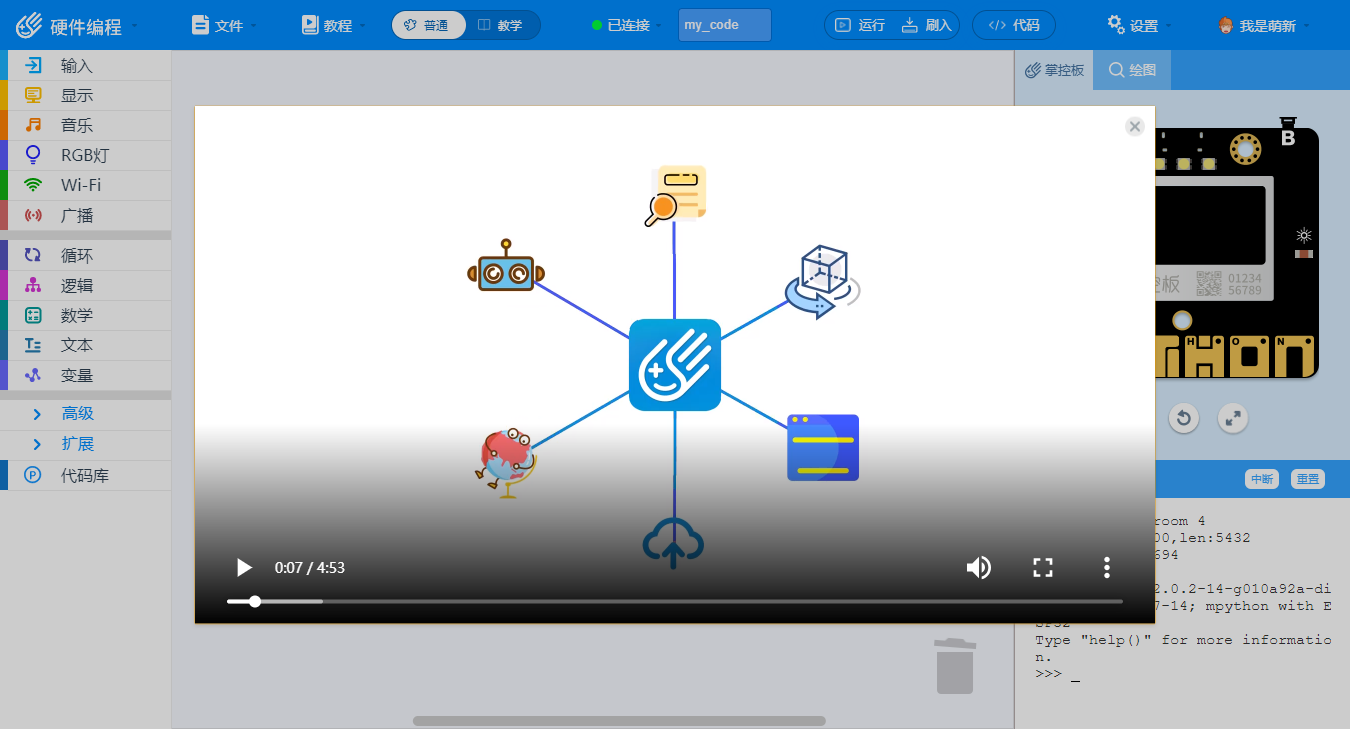 硬件编程
文件
教程
普通
教学
已连接
my_code
运行
刷入
代码
设置
我是萌新
输入
显示
音乐
RGB灯
Wi-Fi
广播
循环
逻辑
数学
文本
变量
高级
扩展
代码库
掌控板
绘图
B
控板
01234
56789
H
O
N
0:07 / 4:53
中断
重置
room 4
00,len:5432
694
2.0.2-14-g010a92a-di
7-14; mpython with E
Type "help()" for more informatio
n.
>>> _